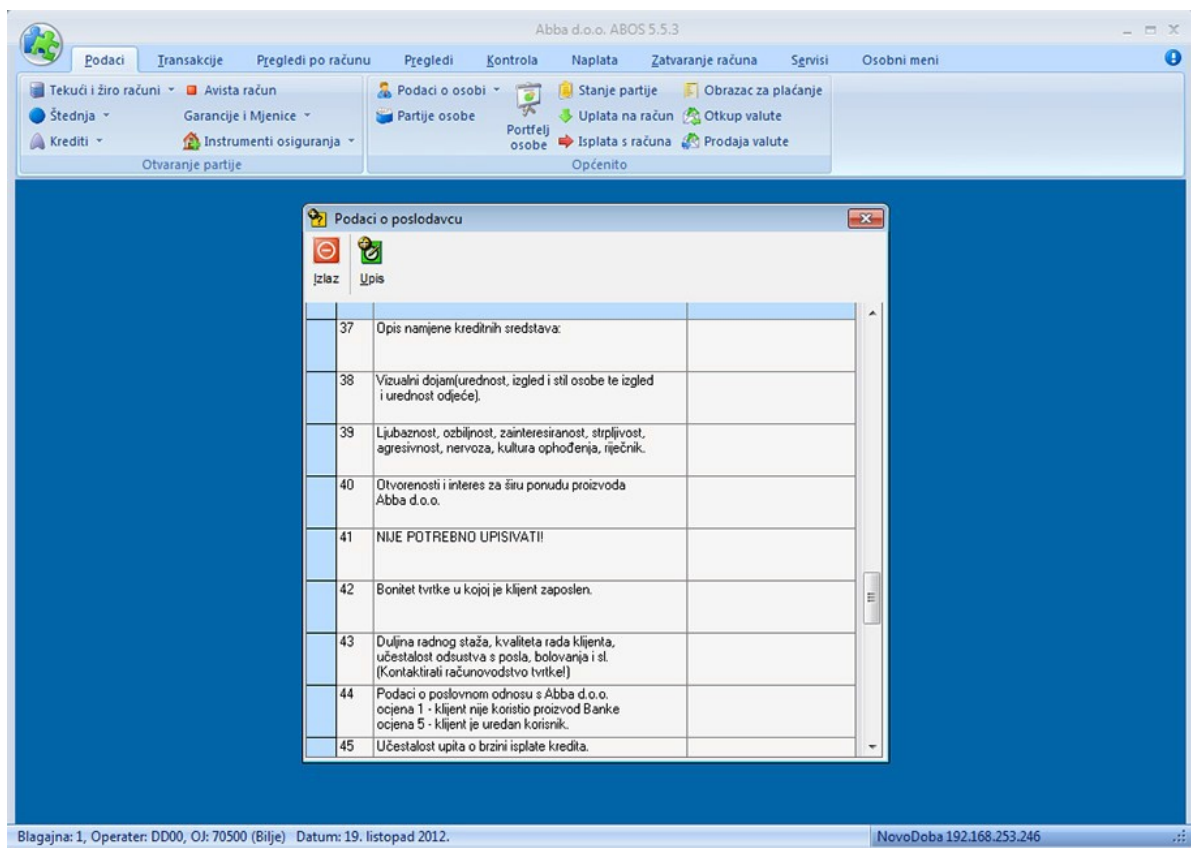 Abba d.o.o. ABOS 5.5.3
Podaci Transakcije Pregledi po računu Pregledi Kontrola Naplata Zatvaranje računa Servisi Osobni meni
Tekući i žiro računi Avista račun Podaci o osobi Stanje partije Obrazac za plaćanje
Štednja Garancije i Mjenice Partije osobe Uplata na račun Otkup valute
Krediti Instrumenti osiguranja Portfelj osobe Isplata s računa Prodaja valute
Otvaranje partije Općenito
Podaci o poslodavcu
Izlaz Upis
37 Opis namjene kreditnih sredstava:
38 Vizualni dojam(urednost, izgled i stil osobe te izgled
i urednost odjeće).
39 Ljubaznost, ozbiljnost, zainteresiranost, strpljivost,
agresivnost, nervoza, kultura ophođenja, riječnik.
40 Otvorenosti i interes za širu ponudu proizvoda
Abba d.o.o.
41 NIJE POTREBNO UPISIVATI!
42 Bonitet tvrtke u kojoj je klijent zaposlen.
43 Duljina radnog staža, kvaliteta rada klijenta,
učestalost odsustva s posla, bolovanja i sl.
(Kontaktirati računovodstvo tvrtke!)
44 Podaci o poslovnom odnosu s Abba d.o.o.
ocjena 1 - klijent nije koristio proizvod Banke
ocjena 5 - klijent je uredan korisnik.
45 Učestalost upita o brzini isplate kredita.
Blagajna: 1, Operater: DD00, OJ: 70500 (Bilje) Datum: 19. listopad 2012. NovoDoba 192.168.253.246